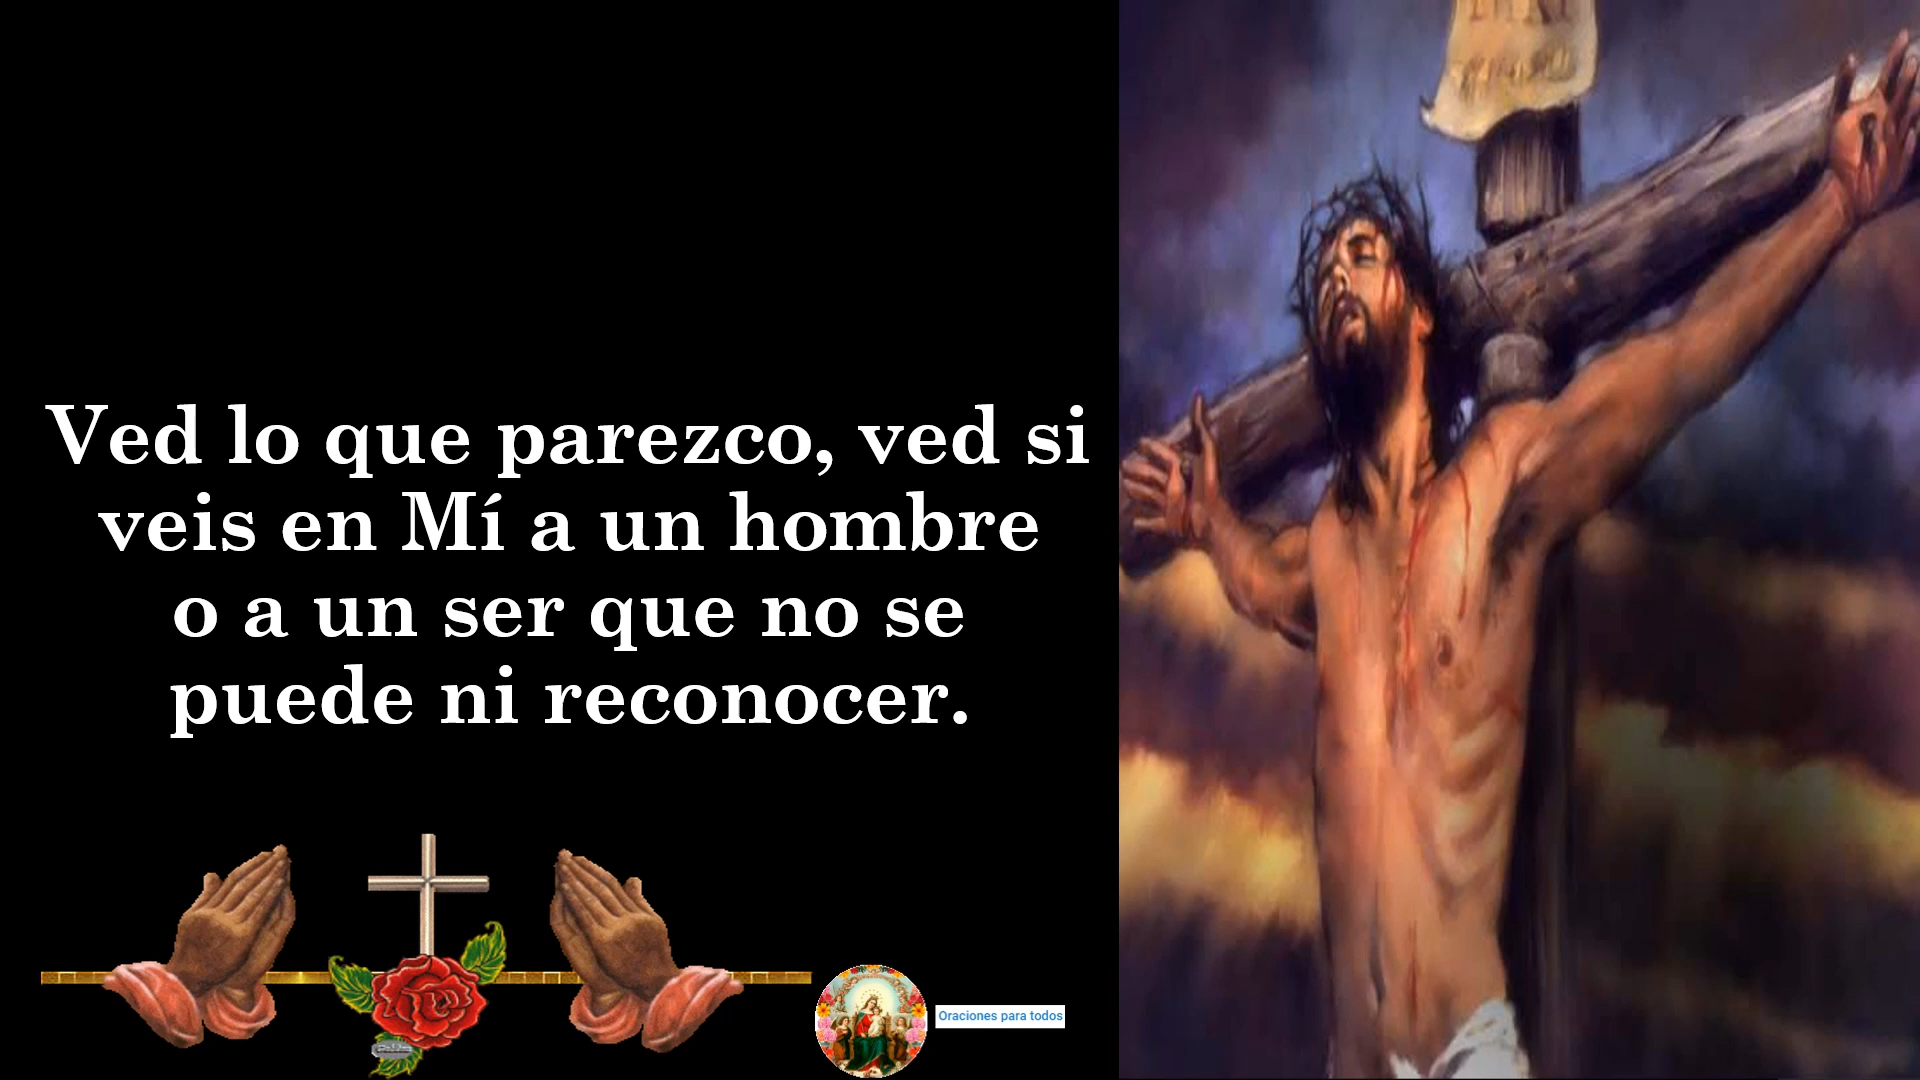 Ved lo que parezco, ved si
veis en Mí a un hombre
o a un ser que no se
puede ni reconocer.
Oraciones para todos